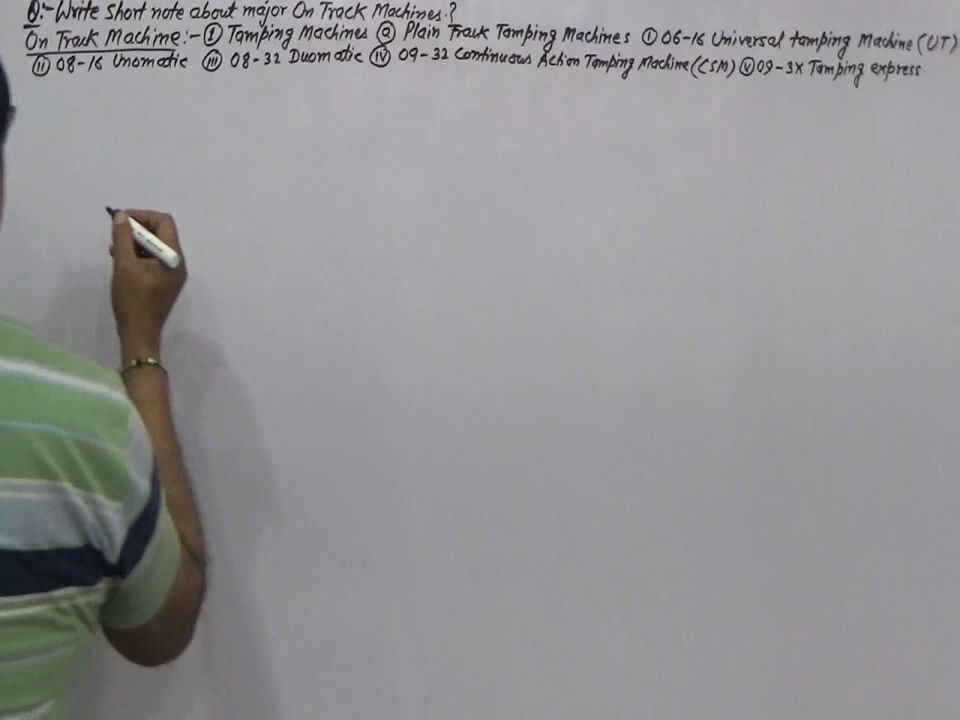 Q:- Write short note about major On Track Machines.?
On Track Machine:- ① Tamping Machines ⓐ Plain Track Tamping Machines ⓘ 06-16 Universal tamping Machine (UT)
ⓘⓘ 08-16 Unomatic ⓘⓘⓘ 08-32 Duomatic ⓘⓥ 09-32 Continuous Action Tamping Machine (CSM) ⓥ 09-3X Tamping express